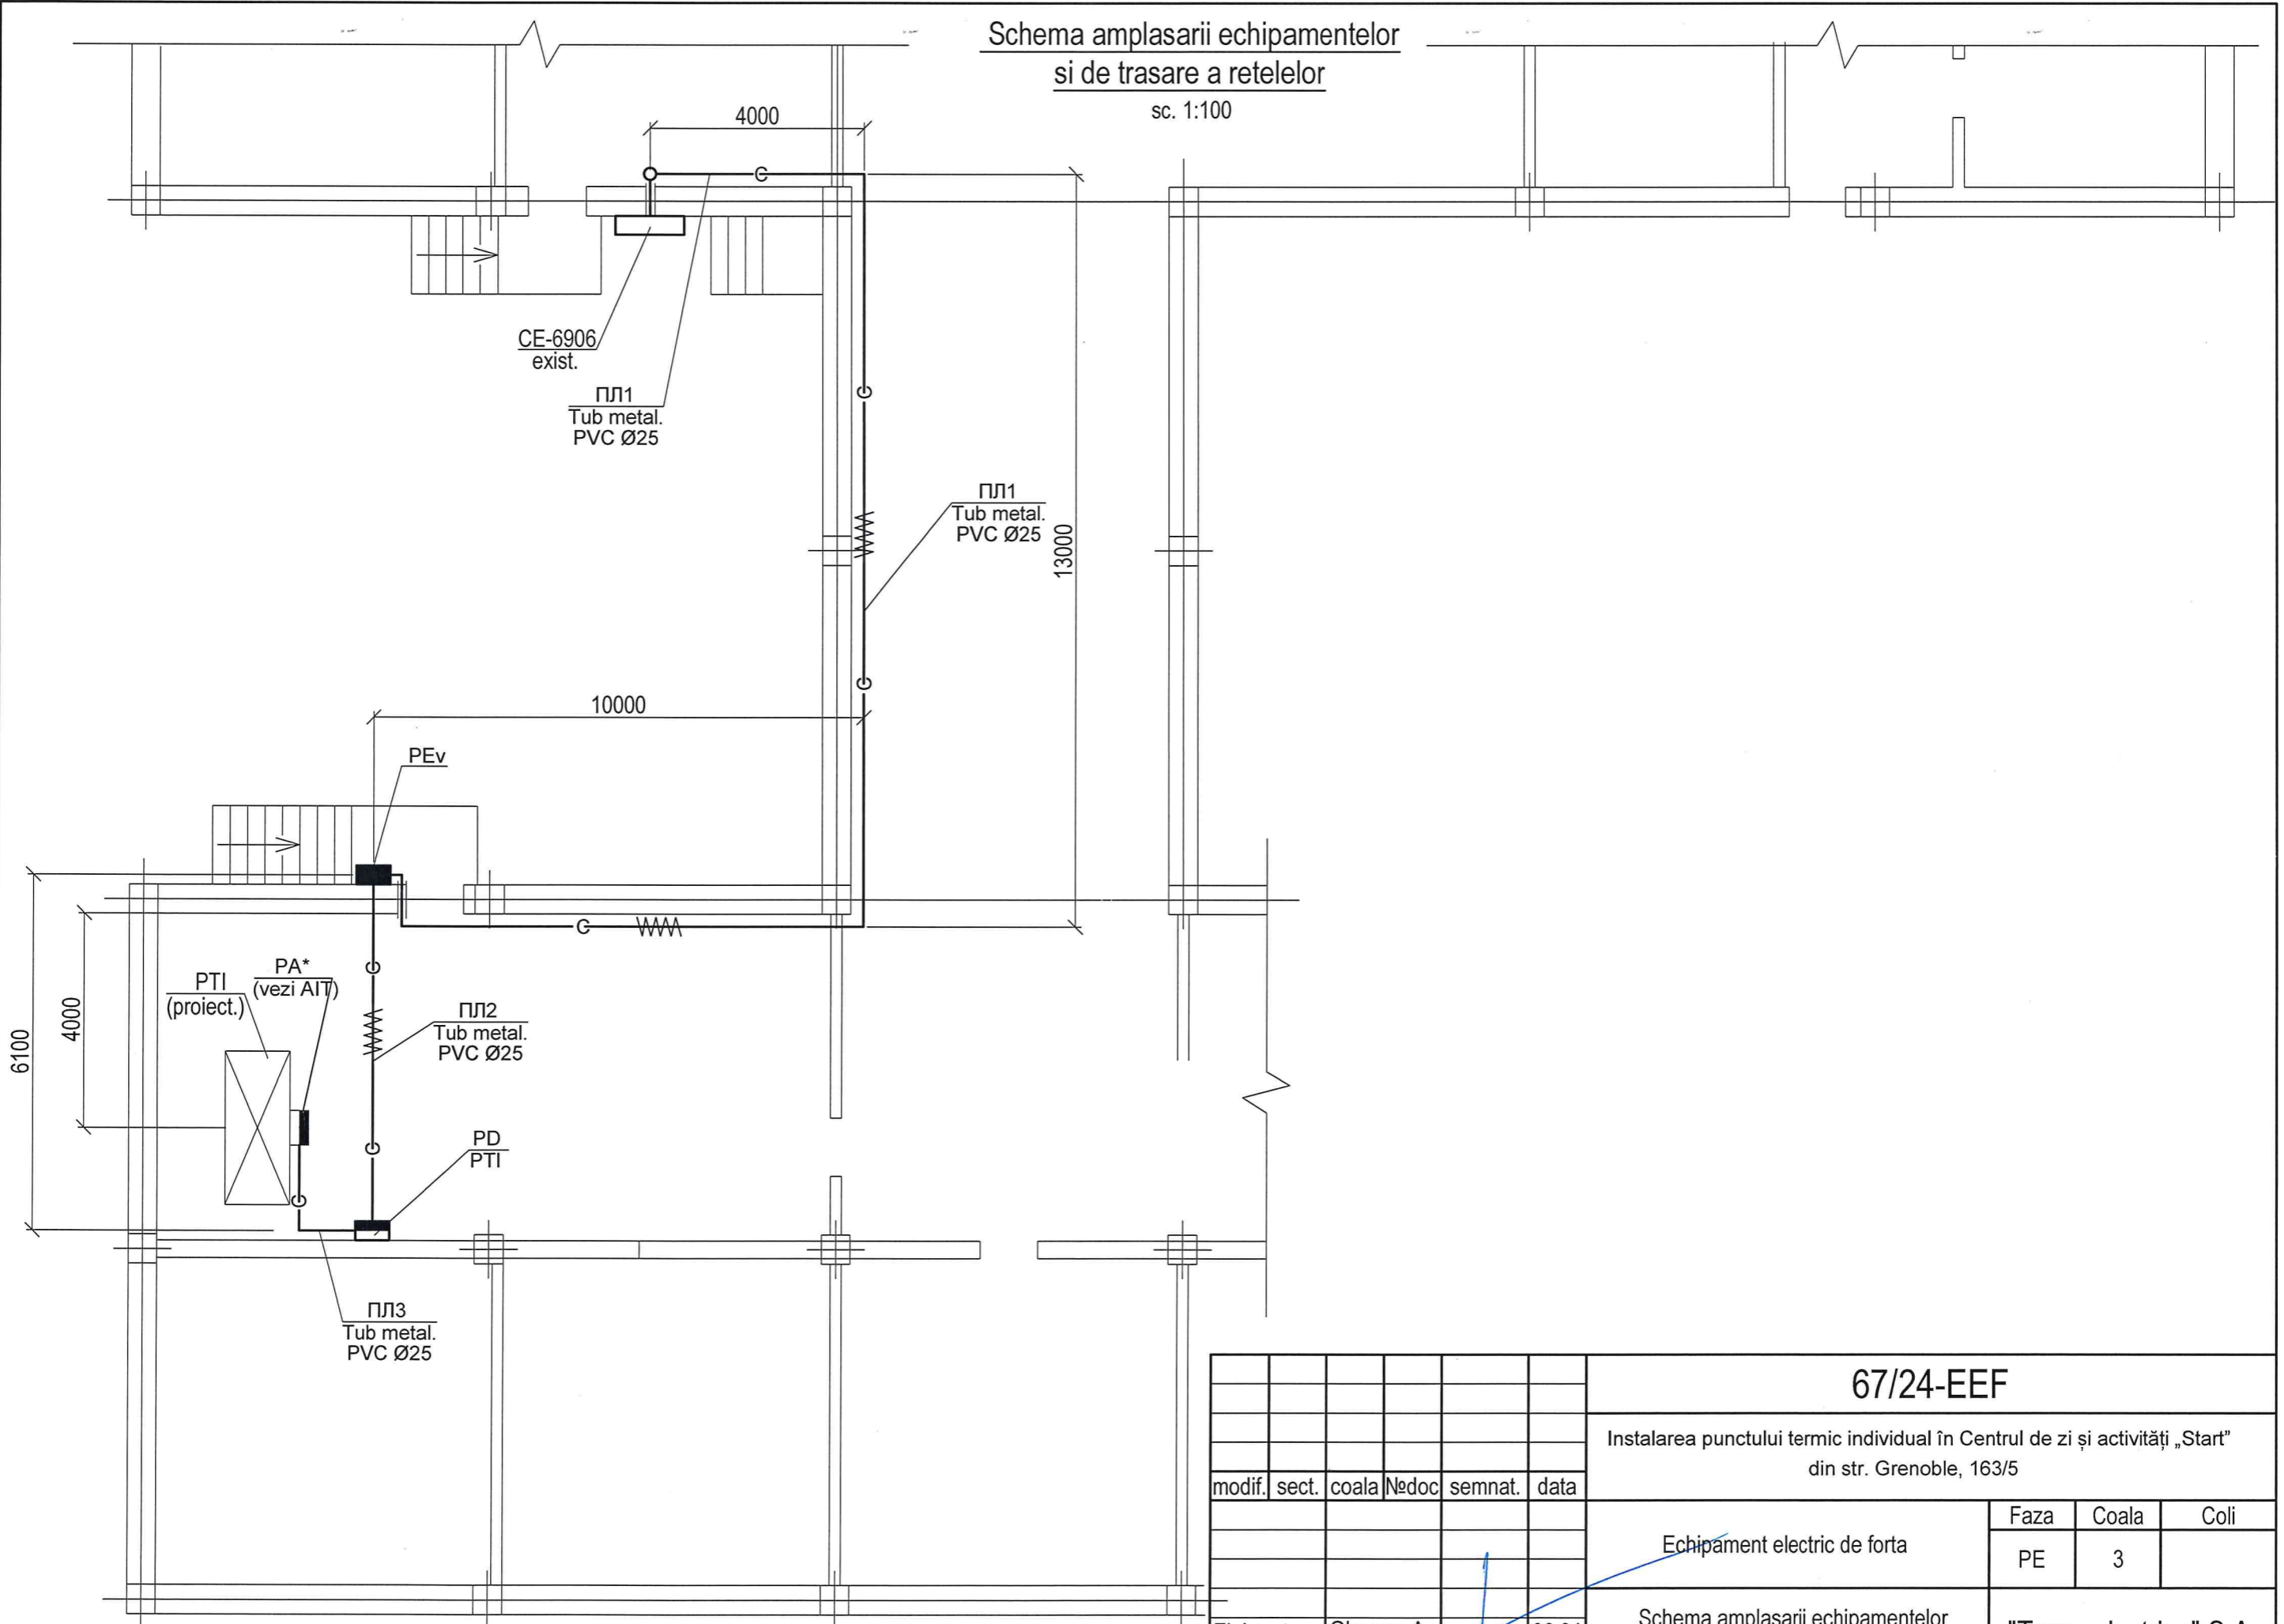 Schema amplasarii echipamentelor
si de trasare a retelelor
sc. 1:100
4000
CE-6906
exist.
ПЛ1
Tub metal.
PVC Ø25
ПЛ1
Tub metal.
PVC Ø25
13000
10000
PEv
PTI
(proiect.)
PA*
(vezi AIT)
4000
6100
ПЛ2
Tub metal.
PVC Ø25
PD
PTI
ПЛ3
Tub metal.
PVC Ø25
67/24-EEF
Instalarea punctului termic individual în Centrul de zi și activități „Start”
din str. Grenoble, 163/5
modif. sect. coala №doc semnat. data
Echipament electric de forta
Faza Coala Coli
PE 3
Schema amplasarii echipamentelor